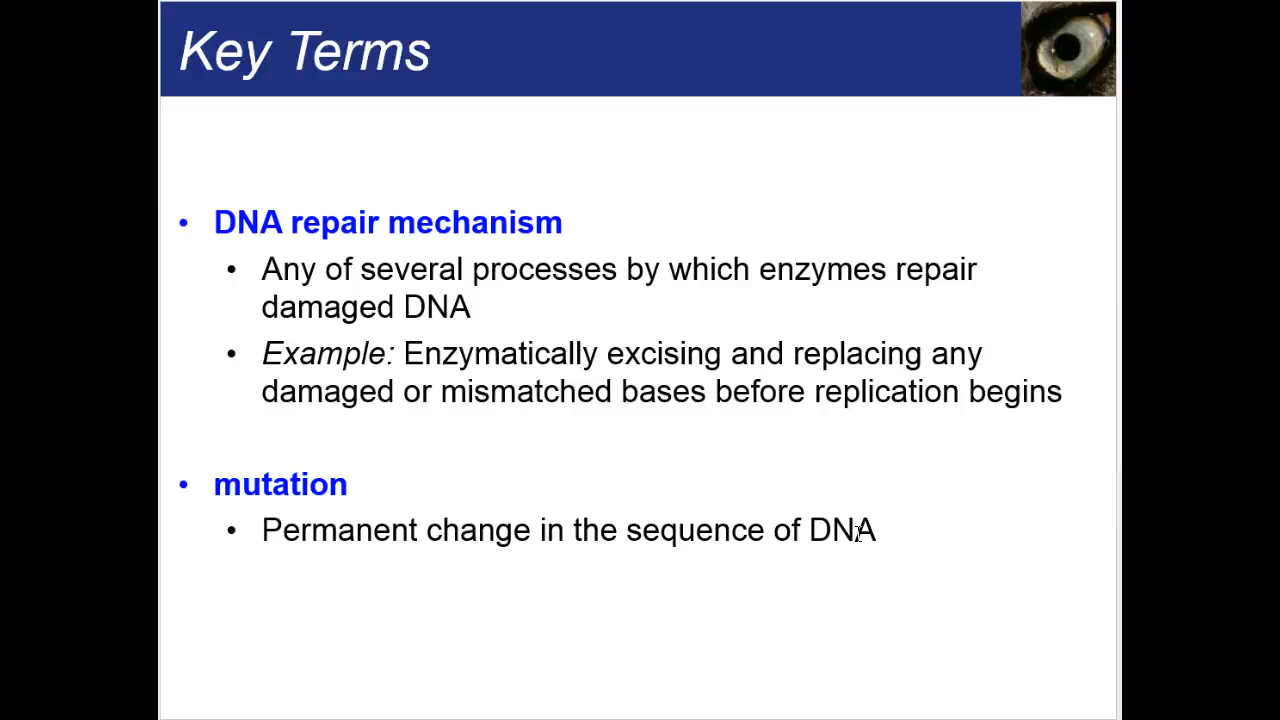 Key Terms
• DNA repair mechanism
• Any of several processes by which enzymes repair
damaged DNA
• Example: Enzymatically excising and replacing any
damaged or mismatched bases before replication begins
• mutation
• Permanent change in the sequence of DNA